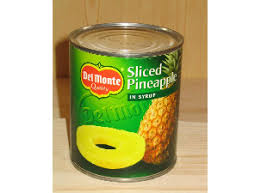 Del Monte
Quality
Sliced
Pineapple
IN SYRUP